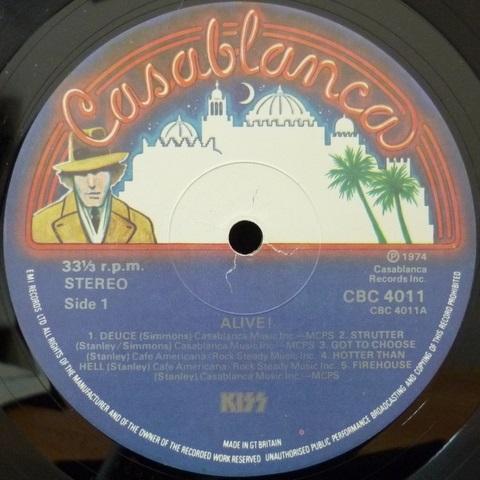 Casablanca
33⅓ r.p.m.
STEREO
Side 1
℗ 1974
Casablanca
Records Inc.
CBC 4011
CBC 4011A
ALIVE!
1. DEUCE (Simmons) Casablanca Music Inc.—MCPS 2. STRUTTER
(Stanley/Simmons) Casablanca Music Inc.—MCPS 3. GOT TO CHOOSE
(Stanley) Cafe Americana/Rock Steady Music Inc. 4. HOTTER THAN
HELL (Stanley) Cafe Americana/Rock Steady Music Inc. 5. FIREHOUSE
(Stanley) Casablanca Music Inc.—MCPS
KISS
MADE IN GT BRITAIN
EMI RECORDS LTD ALL RIGHTS OF THE MANUFACTURER AND OF THE OWNER OF THE RECORDED WORK RESERVED UNAUTHORISED PUBLIC PERFORMANCE BROADCASTING AND COPYING OF THIS RECORD PROHIBITED